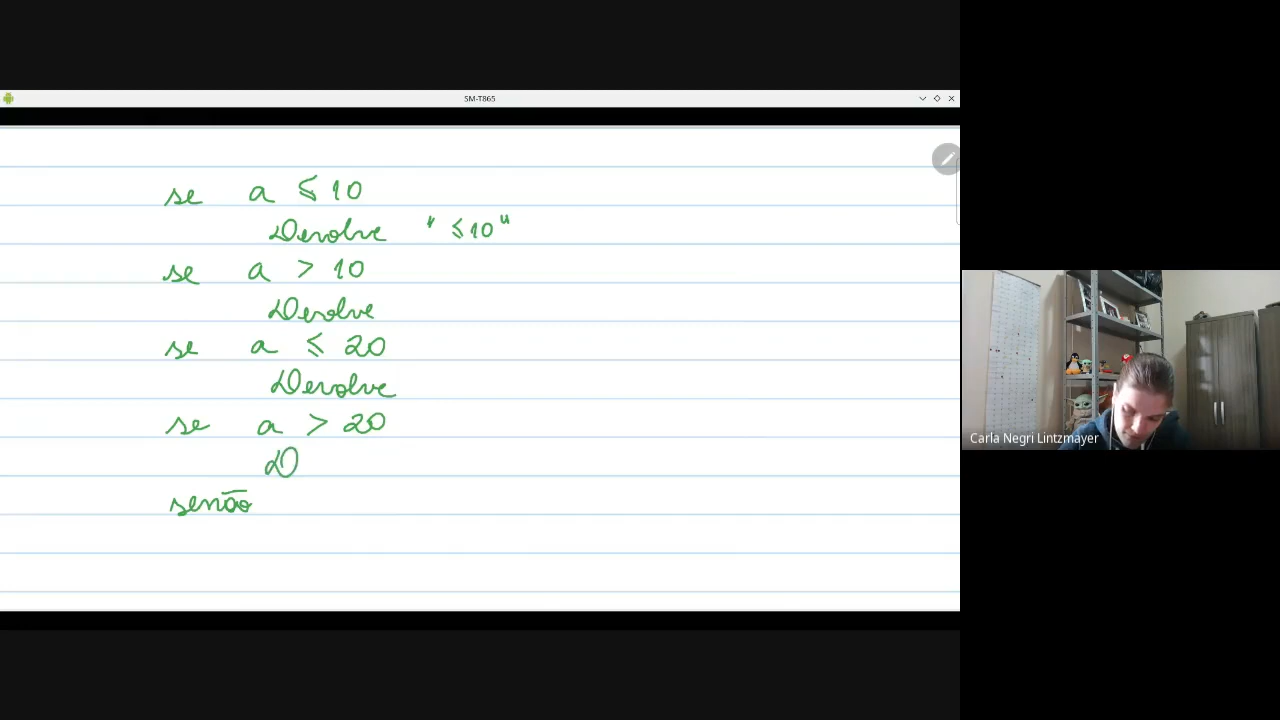 SM-T865
se a ⩽ 10
Devolve " ⩽10 "
se a > 10
Devolve
se a ⩽ 20
Devolve
se a > 20
D
senão
Carla Negri Lintzmayer